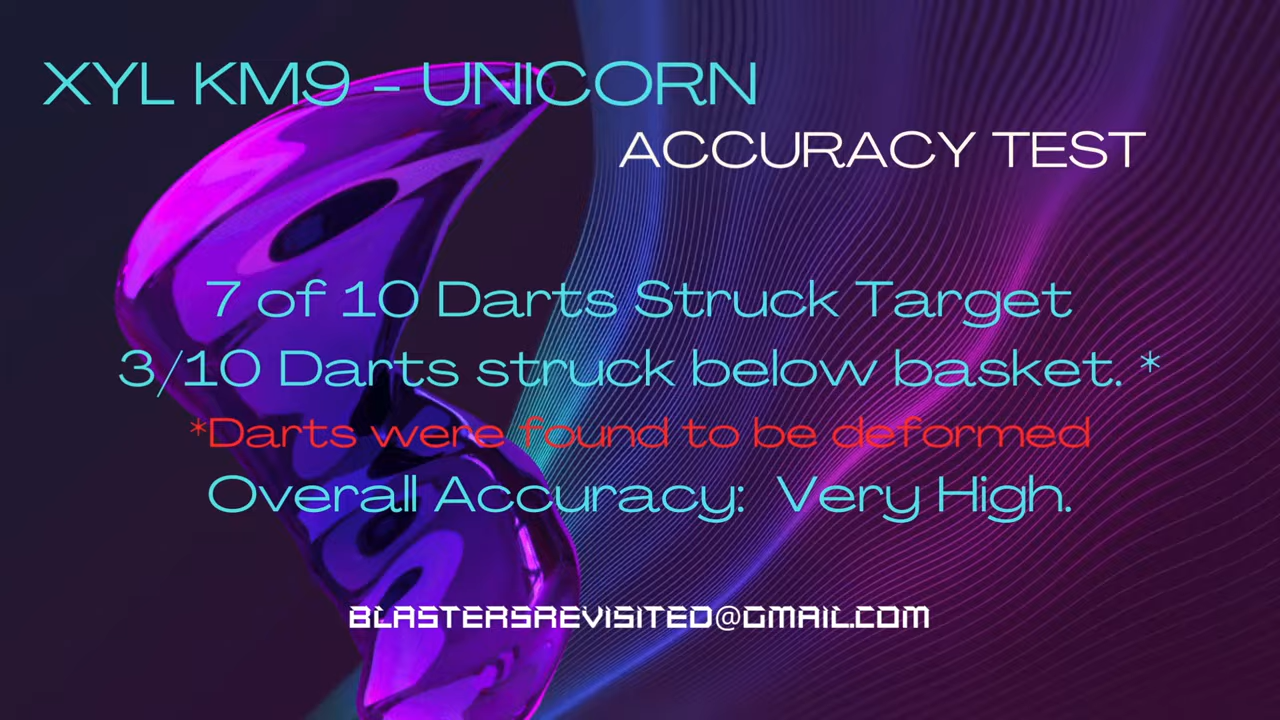 XYL KM9 - UNICORN
ACCURACY TEST
7 of 10 Darts Struck Target
3/10 Darts struck below basket. *
*Darts were found to be deformed
Overall Accuracy: Very High.
BLASTERSREVISITED@GMAIL.COM